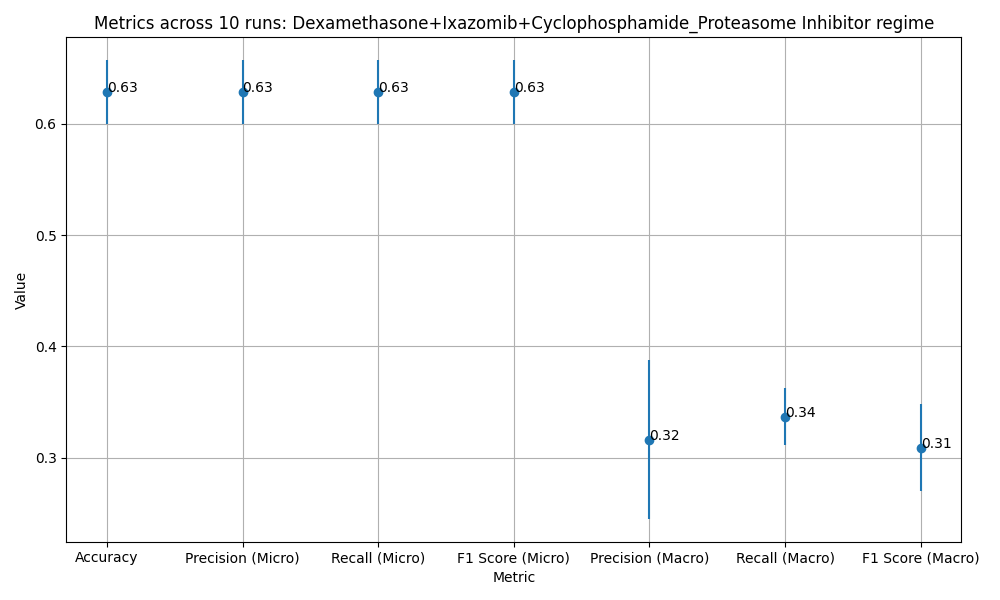 Metrics across 10 runs: Dexamethasone+Ixazomib+Cyclophosphamide_Proteasome Inhibitor regime
0.63 0.63 0.63 0.63
0.6
0.5
Value
0.4
0.34
0.32
0.31
0.3
Accuracy Precision (Micro) Recall (Micro) F1 Score (Micro) Precision (Macro) Recall (Macro) F1 Score (Macro)
Metric